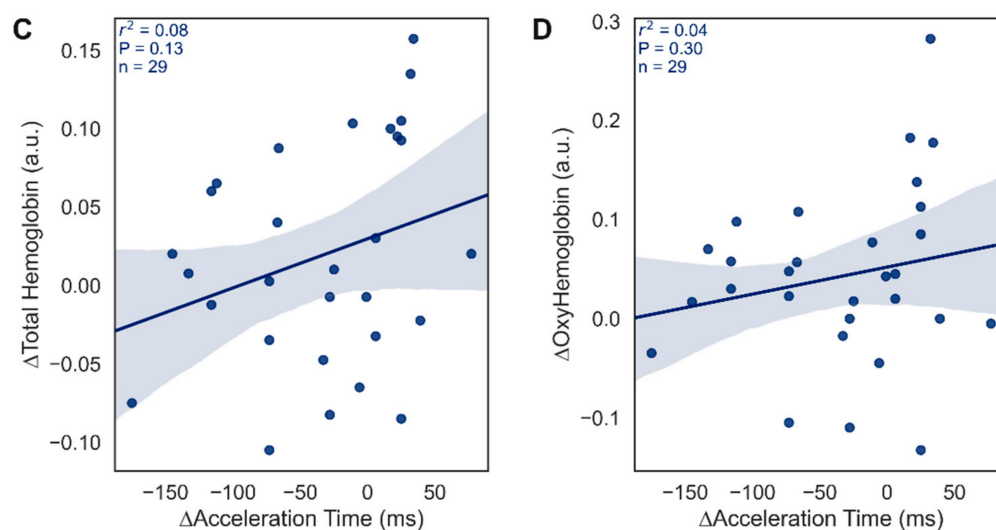 C
r² = 0.08
P = 0.13
n = 29
ΔTotal Hemoglobin (a.u.)
0.15
0.10
0.05
0.00
−0.05
−0.10
−150 −100 −50 0 50
ΔAcceleration Time (ms)
D
r² = 0.04
P = 0.30
n = 29
ΔOxyHemoglobin (a.u.)
0.3
0.2
0.1
0.0
−0.1
−150 −100 −50 0 50
ΔAcceleration Time (ms)